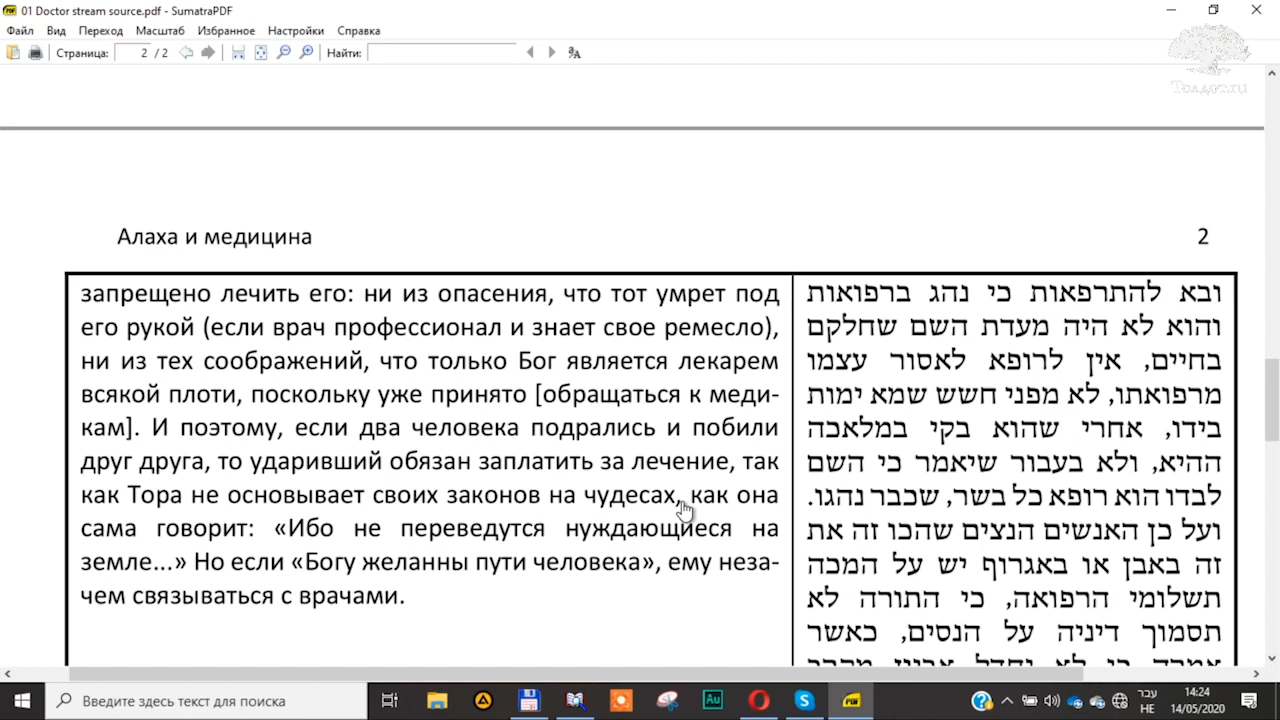 01 Doctor stream source.pdf - SumatraPDF
Файл Вид Переход Масштаб Избранное Настройки Справка
Страница: 2 / 2 Найти:
Толдот.ru
Алаха и медицина 2
запрещено лечить его: ни из опасения, что тот умрет под
его рукой (если врач профессионал и знает свое ремесло),
ни из тех соображений, что только Бог является лекарем
всякой плоти, поскольку уже принято [обращаться к меди-
кам]. И поэтому, если два человека подрались и побили
друг друга, то ударивший обязан заплатить за лечение, так
как Тора не основывает своих законов на чудесах, как она
сама говорит: «Ибо не переведутся нуждающиеся на
земле...» Но если «Богу желанны пути человека», ему неза-
чем связываться с врачами.
ובא להתרפאות כי נהג ברפואות
והוא לא היה מעדת השם שחלקם
בחיים, אין לרופא לאסור עצמו
מרפואתו, לא מפני חשש שמא ימות
בידו, אחרי שהוא בקי במלאכה
ההיא, ולא בעבור שיאמר כי השם
לבדו הוא רופא כל בשר, שכבר נהגו.
ועל כן האנשים הנצים שהכו זה את
זה באבן או באגרוף יש על המכה
תשלומי הרפואה, כי התורה לא
תסמוך דיניה על הנסים, כאשר
Введите здесь текст для поиска
Au
עבר
HE
14:24
14/05/2020